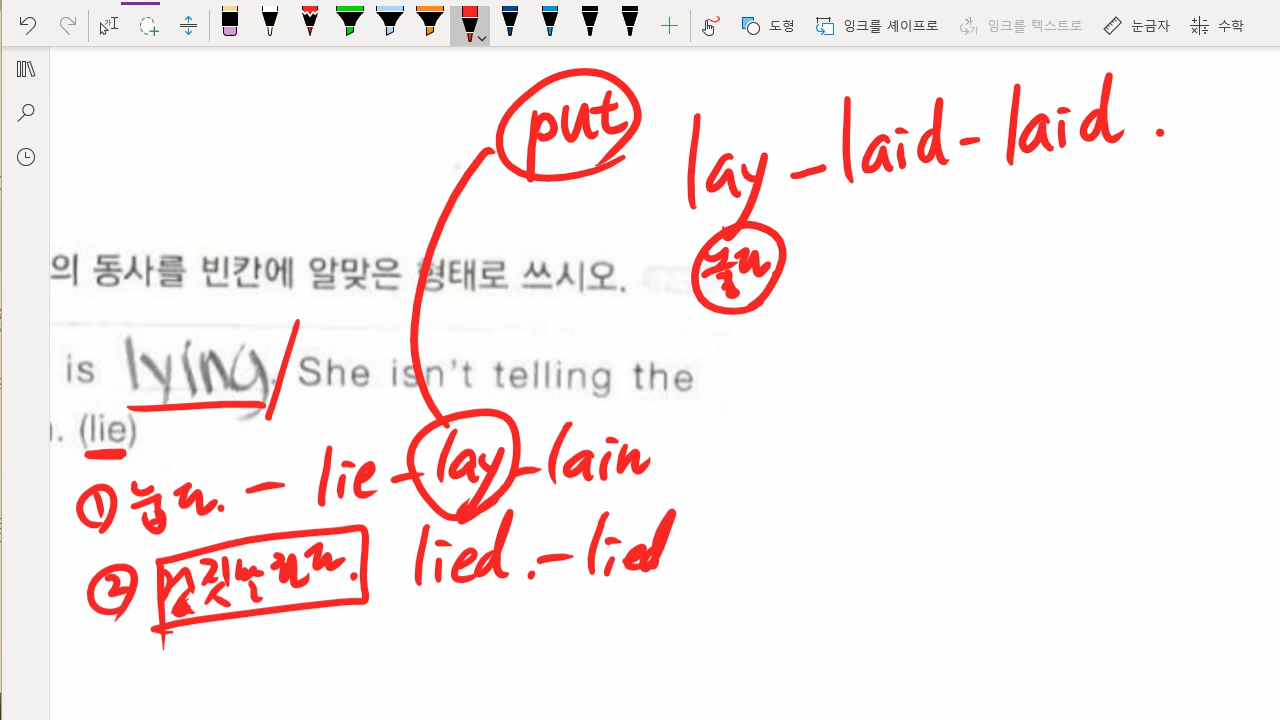 도형 잉크를 셰이프로 잉크를 텍스트로 눈금자 수학
put lay - laid - laid .
놓다
의 동사를 빈칸에 알맞은 형태로 쓰시오.
is lying. She isn't telling the
. (lie)
① 눕다. - lie - lay - lain
② 거짓말하다. lied. - lied